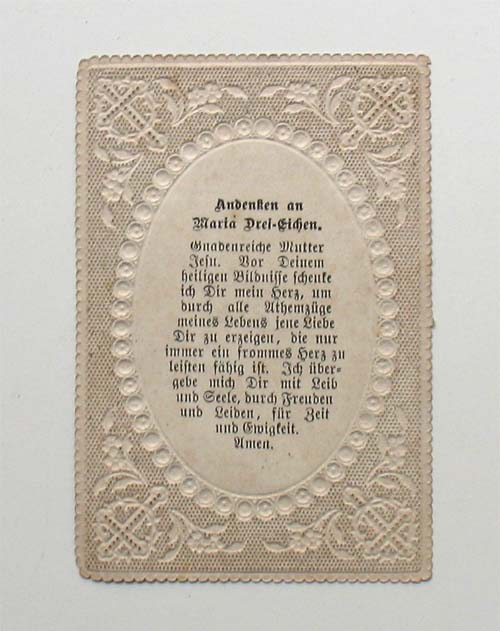 Andenken an
Maria Drei-Eichen.
Gnadenreiche Mutter
Jesu. Vor Deinem
heiligen Bildnisse schenke
ich Dir mein Herz, um
durch alle Athemzüge
meines Lebens jene Liebe
Dir zu erzeigen, die nur
immer ein frommes Herz zu
leisten fähig ist. Ich über-
gebe mich Dir mit Leib
und Seele, durch Freuden
und Leiden, für Zeit
und Ewigkeit.
Amen.